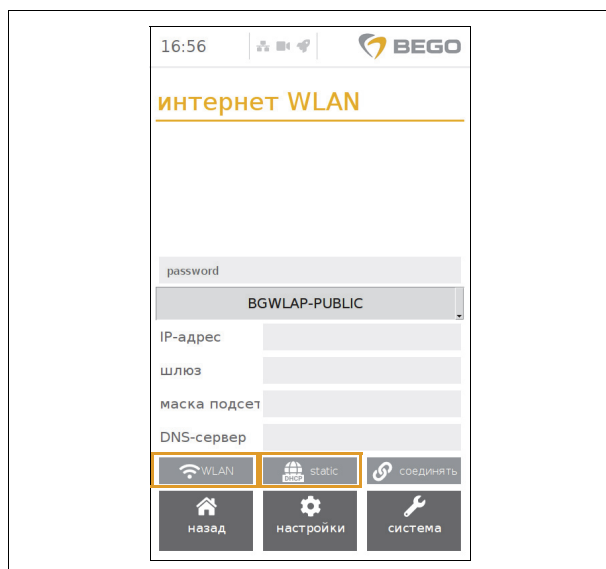 16:56
BEGO
интернет WLAN
password
BGWLAP-PUBLIC
IP-адрес
шлюз
маска подсет
DNS-сервер
WLAN
DHCP
static
соединять
назад
настройки
система